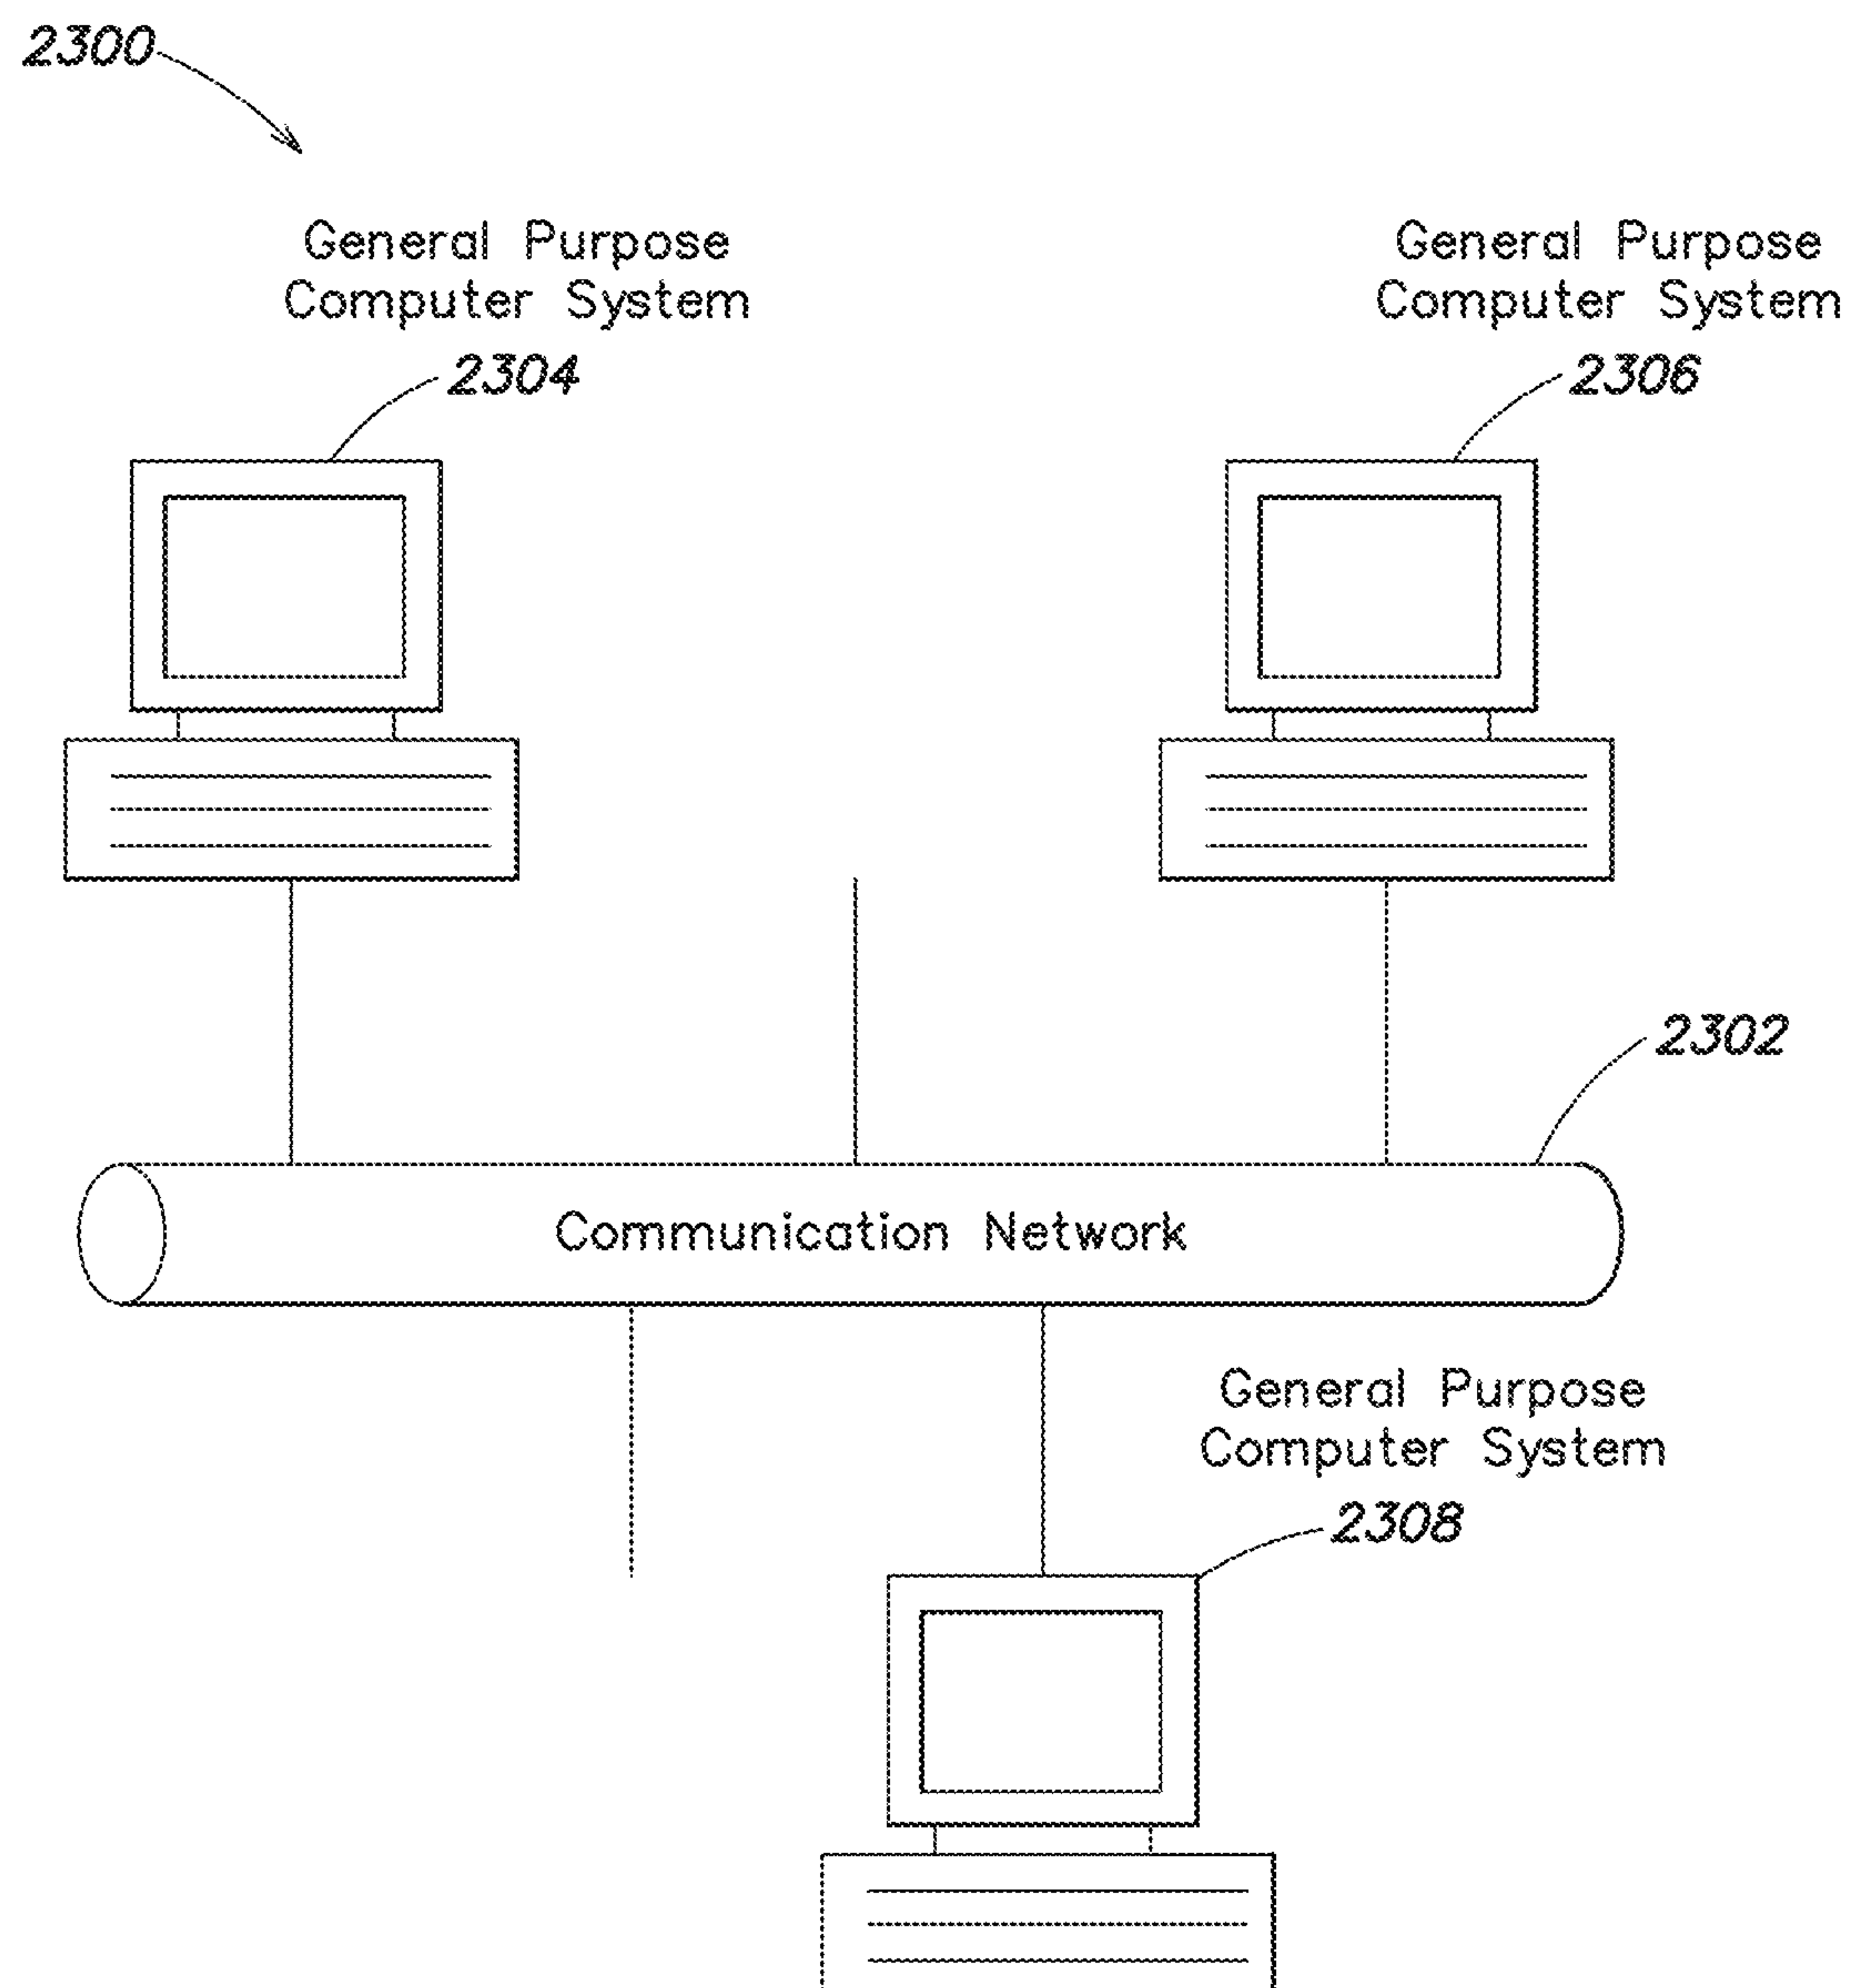 2300
General Purpose
Computer System
2304
General Purpose
Computer System
2306
2302
Communication Network
General Purpose
Computer System
2308